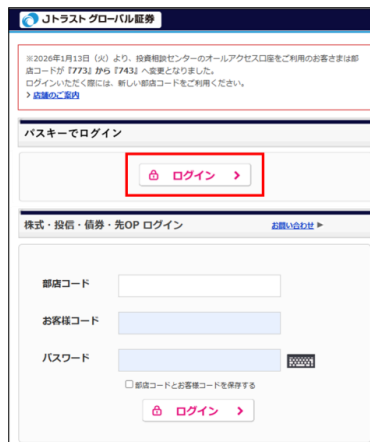 Jトラスト グローバル証券
※2026年1月13日（火）より、投資相談センターのオールアクセス口座をご利用のお客さまは部
店コードが『773』から『743』へ変更となりました。
ログインいただく際には、新しい部店コードをご利用ください。
> 店舗のご案内
パスキーでログイン
ログイン
株式・投信・債券・先OP ログイン
お問い合わせ
部店コード
お客様コード
パスワード
部店コードとお客様コードを保存する
ログイン